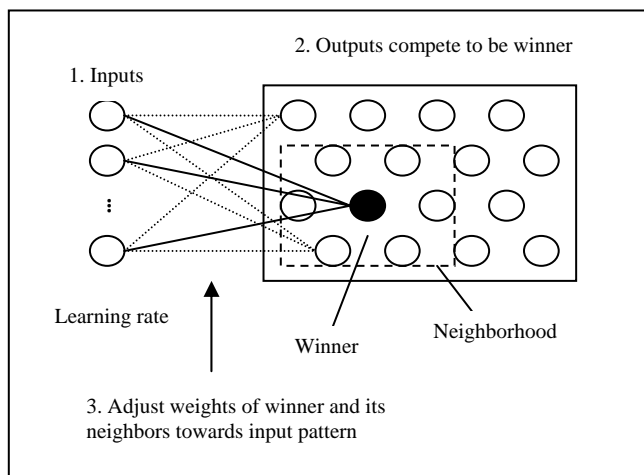 2. Outputs compete to be winner
1. Inputs
Learning rate
Winner
Neighborhood
3. Adjust weights of winner and its
neighbors towards input pattern